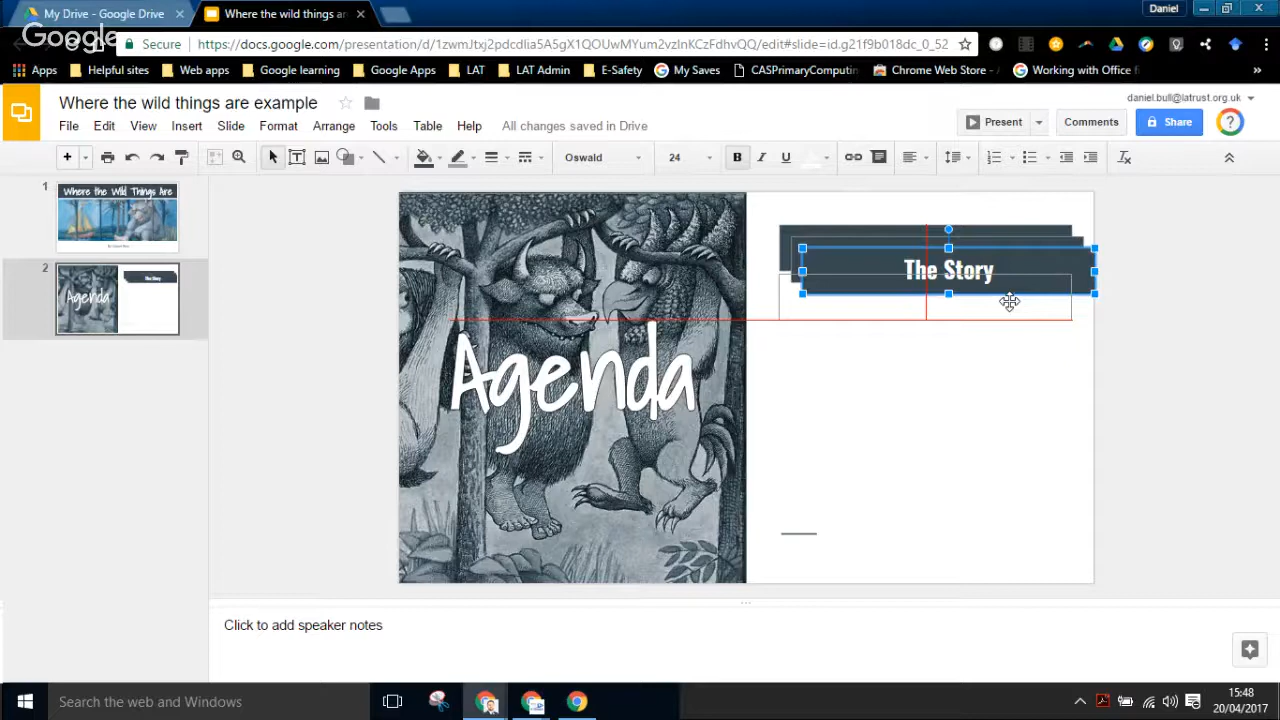 My Drive - Google Drive
Where the wild things are
Daniel
Google
Secure
https://docs.google.com/presentation/d/1zwmJtxj2pdcdIia5A5gX1QOUwMYum2vzlnKCzFdhvQQ/edit#slide=id.g21f9b018dc_0_52
Apps
Helpful sites
Web apps
Google learning
Google Apps
LAT
LAT Admin
E-Safety
My Saves
CASPrimaryComputin
Chrome Web Store -
Working with Office f
»
Where the wild things are example
daniel.bull@latrust.org.uk
File Edit View Insert Slide Format Arrange Tools Table Help All changes saved in Drive
Present
Comments
Share
?
Oswald
24
B I U
1
Where the Wild Things Are
2
Agenda
The Story
The Story
Agenda
Click to add speaker notes
Search the web and Windows
15:48
20/04/2017